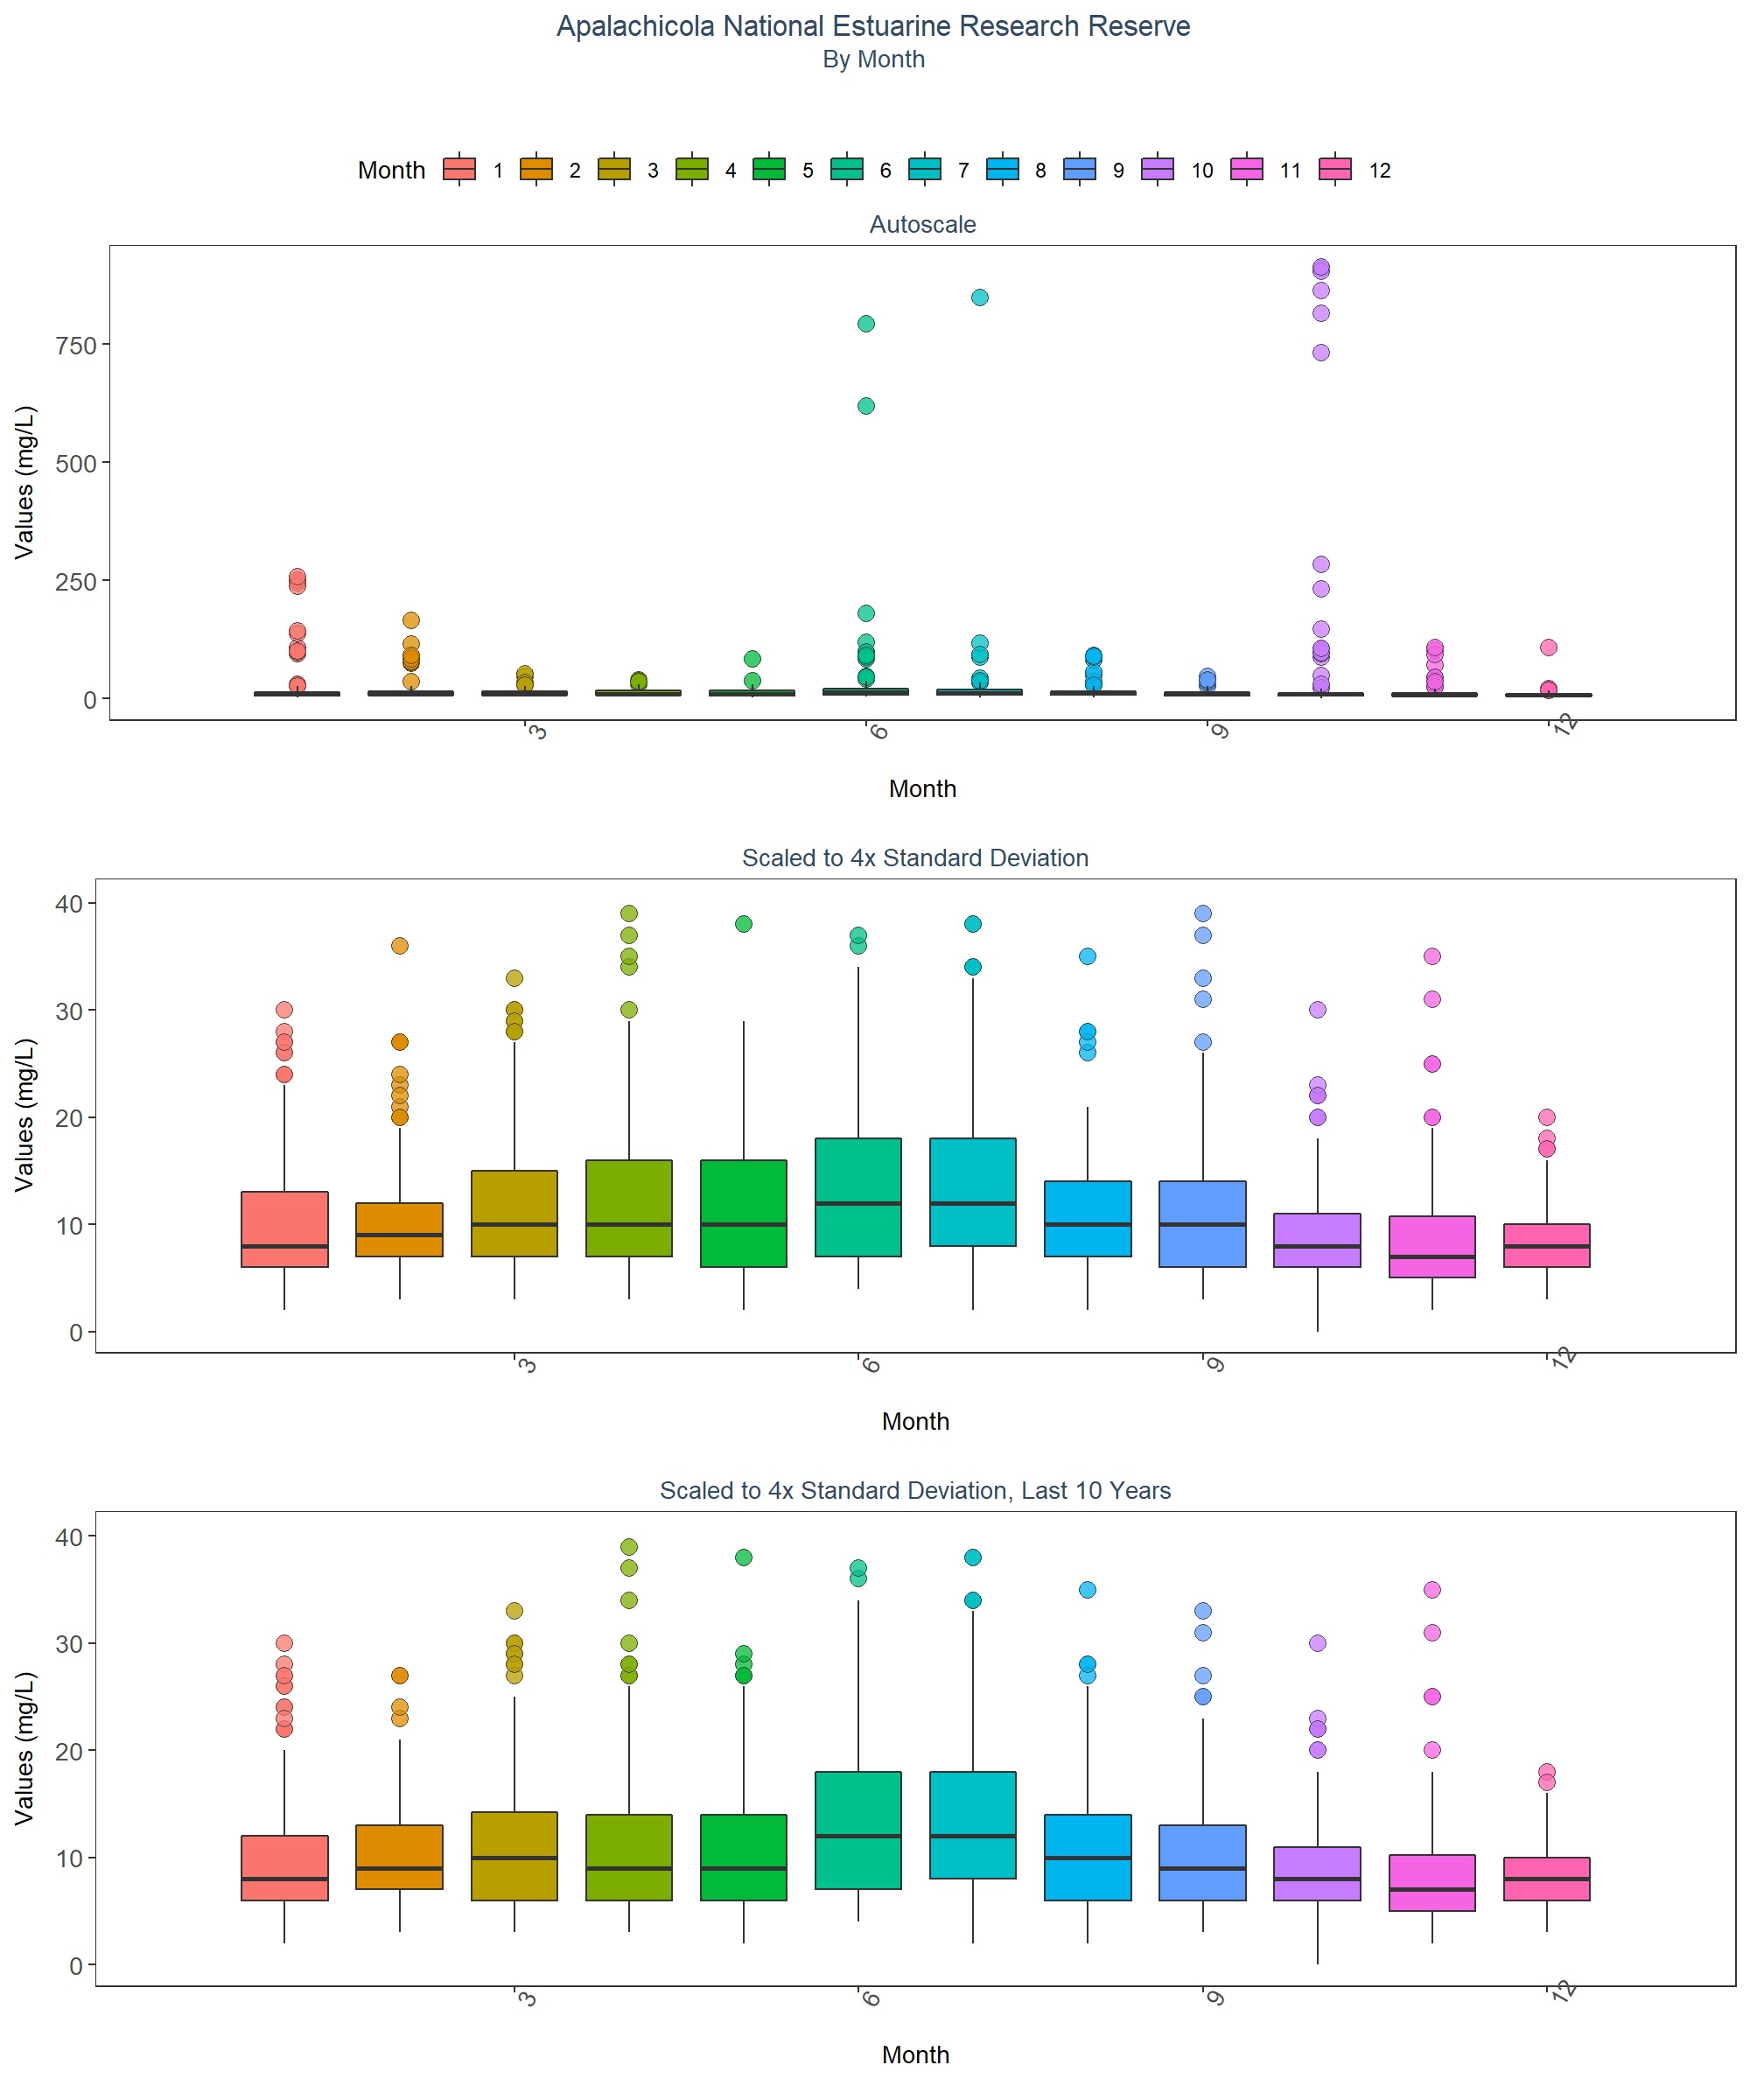 Apalachicola National Estuarine Research Reserve
By Month
Month 1 2 3 4 5 6 7 8 9 10 11 12
Autoscale
Values (mg/L)
750
500
250
0
3 6 9 12
Month
Scaled to 4x Standard Deviation
Values (mg/L)
40
30
20
10
0
3 6 9 12
Month
Scaled to 4x Standard Deviation, Last 10 Years
Values (mg/L)
40
30
20
10
0
3 6 9 12
Month